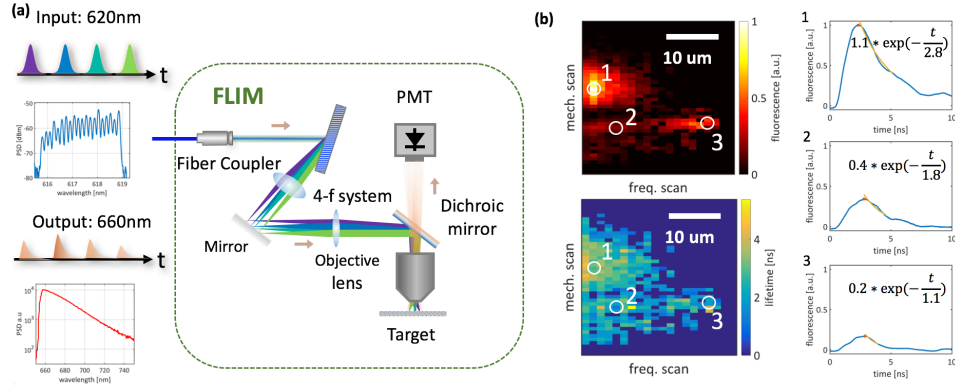 (a)
Input: 620nm
t
PSD [dBm]
-50
-60
-70
-80
616
617
618
619
wavelength [nm]
Output: 660nm
t
PSD a.u
10⁴
10³
10²
660
680
700
720
740
wavelength [nm]
FLIM
PMT
Fiber Coupler
4-f system
Dichroic
mirror
Mirror
Objective
lens
Target
(b)
mech. scan
10 um
1
2
3
freq. scan
1
0.5
0
fluorescence [a.u.]
mech. scan
10 um
1
2
3
freq. scan
4
2
0
lifetime [ns]
1
fluorescence [a.u.]
1
0.5
0
1.1 * exp(−t/2.8)
0
5
10
time [ns]
2
fluorescence [a.u.]
1
0.5
0
0.4 * exp(−t/1.8)
0
5
10
time [ns]
3
fluorescence [a.u.]
1
0.5
0
0.2 * exp(−t/1.1)
0
5
10
time [ns]